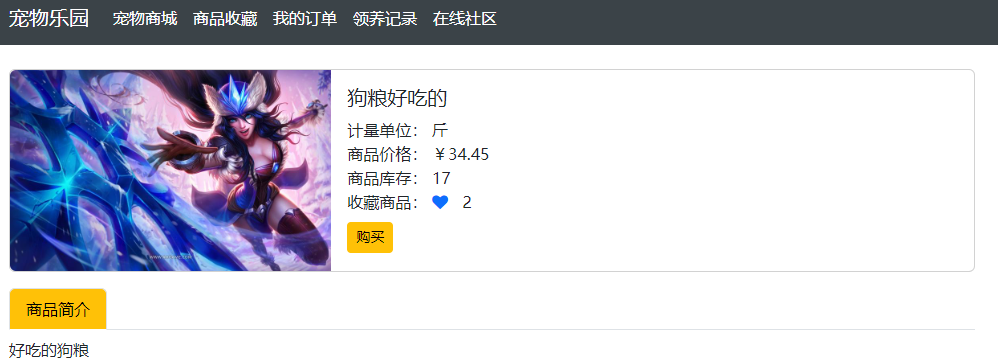 宠物乐园 宠物商城 商品收藏 我的订单 领养记录 在线社区
狗粮好吃的
计量单位： 斤
商品价格： ￥34.45
商品库存： 17
收藏商品： 2
购买
商品简介
好吃的狗粮